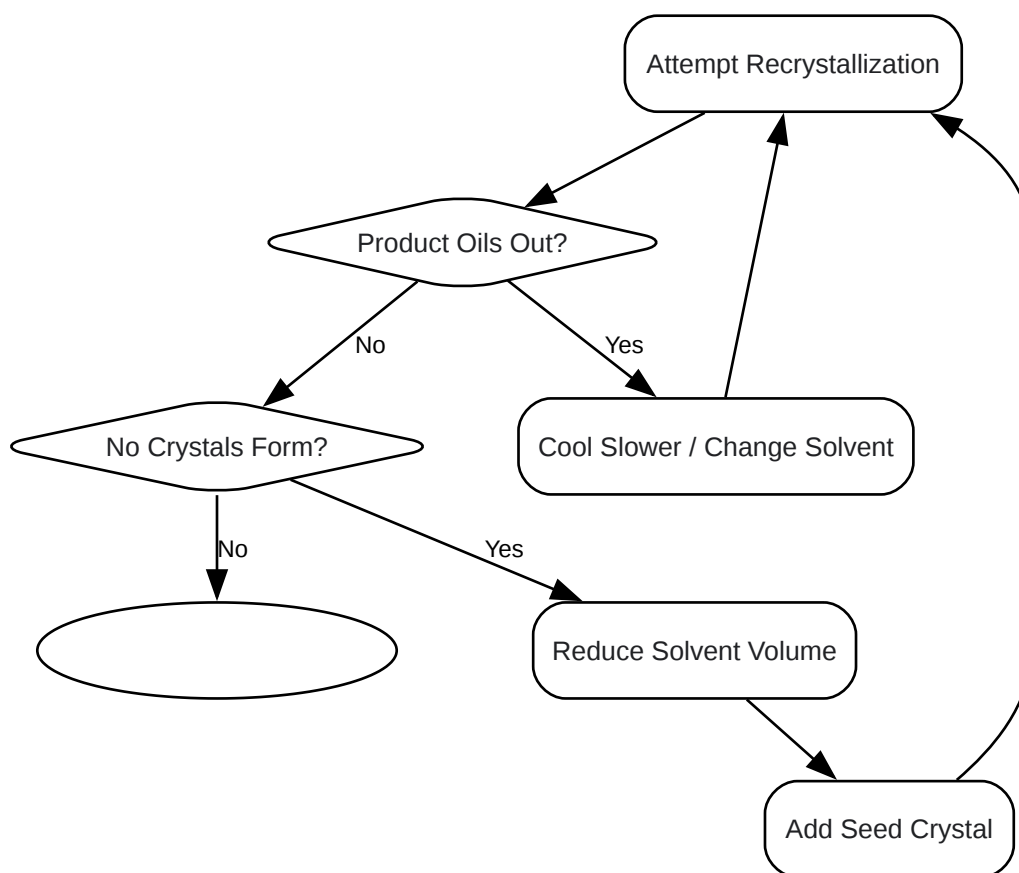 Attempt Recrystallization
Product Oils Out?
No
Yes
No Crystals Form?
Cool Slower / Change Solvent
No
Yes
Reduce Solvent Volume
Add Seed Crystal